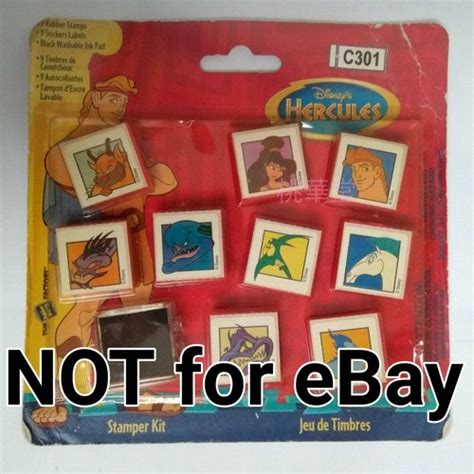 • 9 Rubber Stamps
• 9 Stickers Labels
• Black Washable Ink Pad
• 9 Timbres de
Caoutchouc
• 9 Autocollantes
• Tampon d'Encre
Lavable
C301
Disney's
HERCULES
NOT for eBay
Stamper Kit
Jeu de Timbres